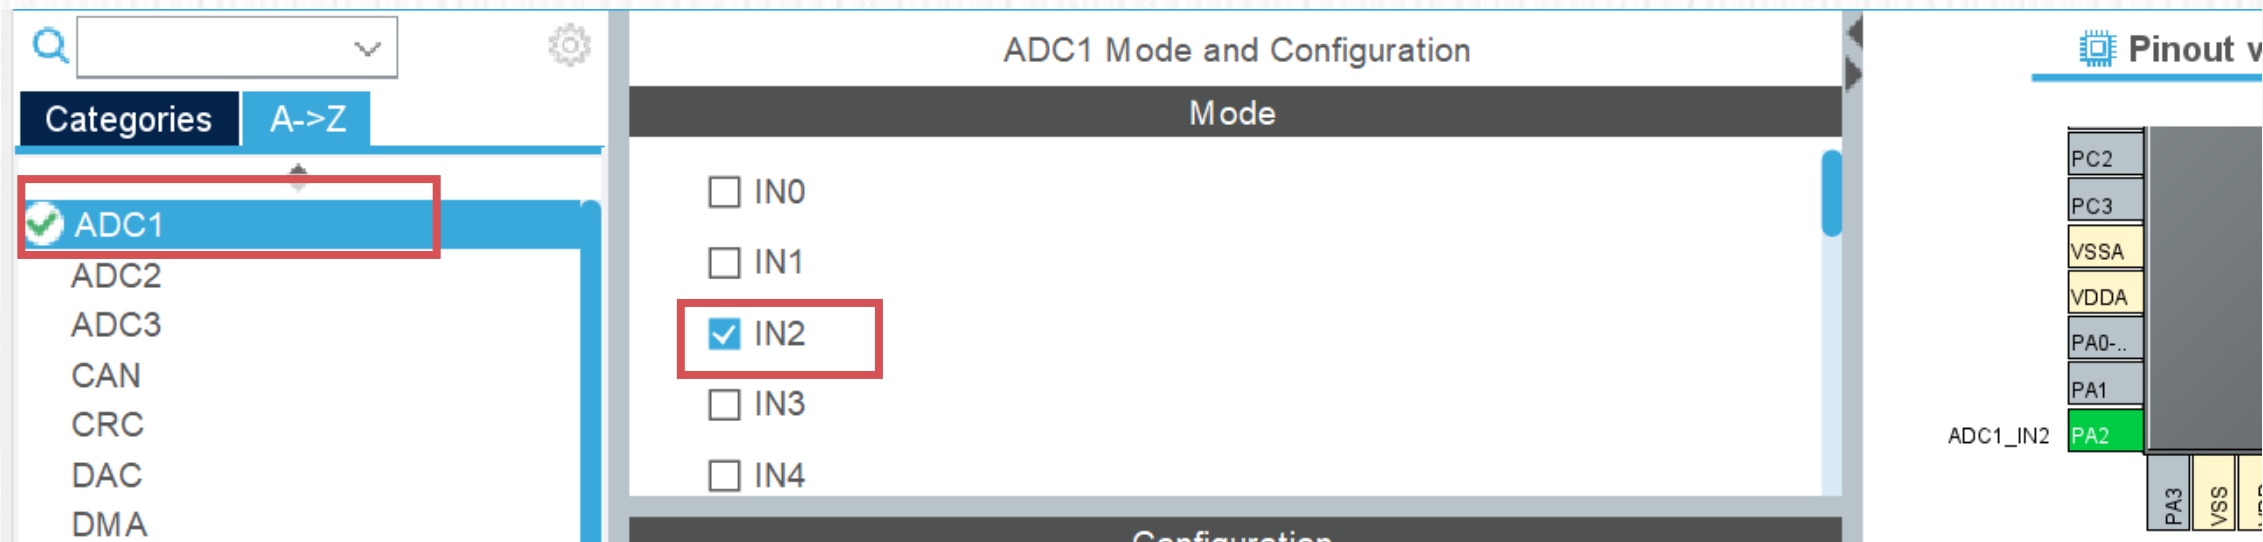 ADC1 Mode and Configuration
Pinout v
Categories
A->Z
Mode
ADC1
ADC2
ADC3
CAN
CRC
DAC
DMA
IN0
IN1
IN2
IN3
IN4
Configuration
PC2
PC3
VSSA
VDDA
PA0-..
PA1
ADC1_IN2 PA2
PA3
VSS